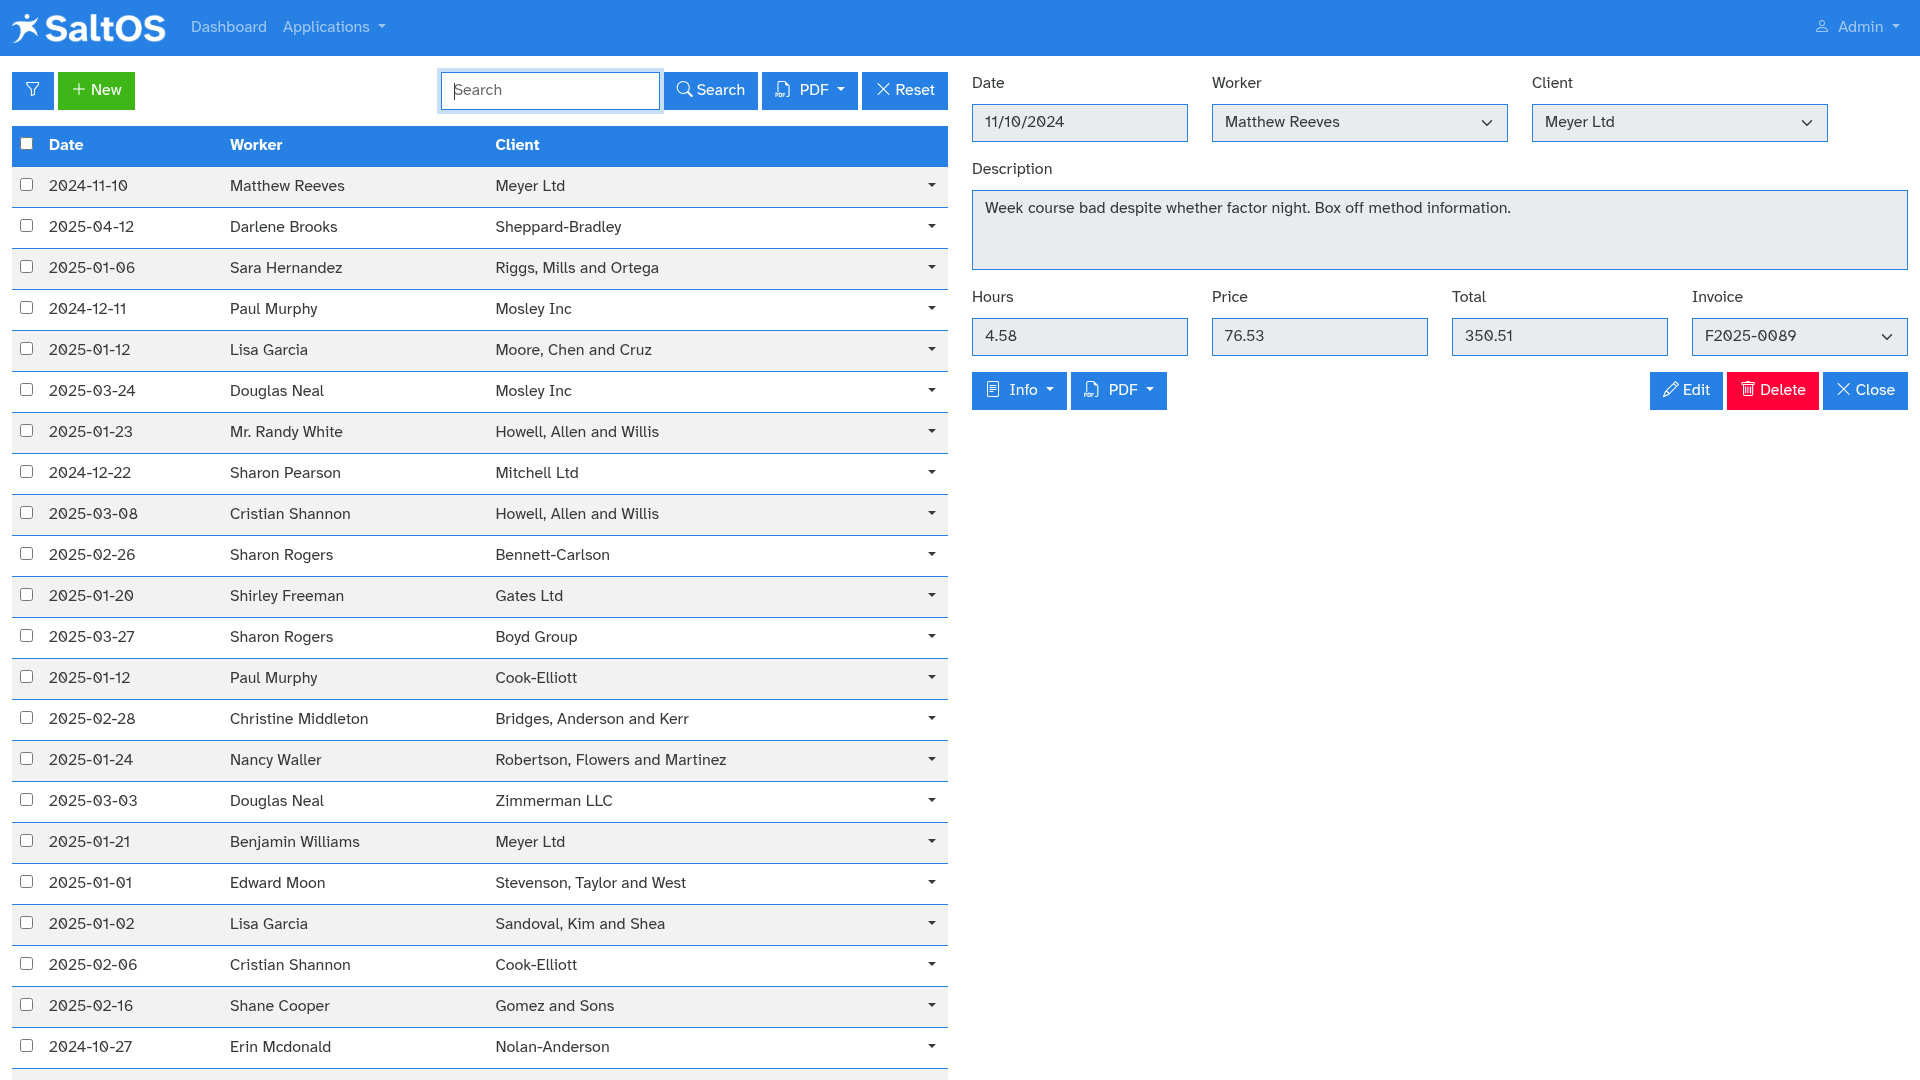 SaltOS Dashboard Applications Admin
New Search Search PDF Reset
Date Worker Client
2024-11-10 Matthew Reeves Meyer Ltd
2025-04-12 Darlene Brooks Sheppard-Bradley
2025-01-06 Sara Hernandez Riggs, Mills and Ortega
2024-12-11 Paul Murphy Mosley Inc
2025-01-12 Lisa Garcia Moore, Chen and Cruz
2025-03-24 Douglas Neal Mosley Inc
2025-01-23 Mr. Randy White Howell, Allen and Willis
2024-12-22 Sharon Pearson Mitchell Ltd
2025-03-08 Cristian Shannon Howell, Allen and Willis
2025-02-26 Sharon Rogers Bennett-Carlson
2025-01-20 Shirley Freeman Gates Ltd
2025-03-27 Sharon Rogers Boyd Group
2025-01-12 Paul Murphy Cook-Elliott
2025-02-28 Christine Middleton Bridges, Anderson and Kerr
2025-01-24 Nancy Waller Robertson, Flowers and Martinez
2025-03-03 Douglas Neal Zimmerman LLC
2025-01-21 Benjamin Williams Meyer Ltd
2025-01-01 Edward Moon Stevenson, Taylor and West
2025-01-02 Lisa Garcia Sandoval, Kim and Shea
2025-02-06 Cristian Shannon Cook-Elliott
2025-02-16 Shane Cooper Gomez and Sons
2024-10-27 Erin Mcdonald Nolan-Anderson
Date Worker Client
11/10/2024 Matthew Reeves Meyer Ltd
Description
Week course bad despite whether factor night. Box off method information.
Hours Price Total Invoice
4.58 76.53 350.51 F2025-0089
Info PDF Edit Delete Close